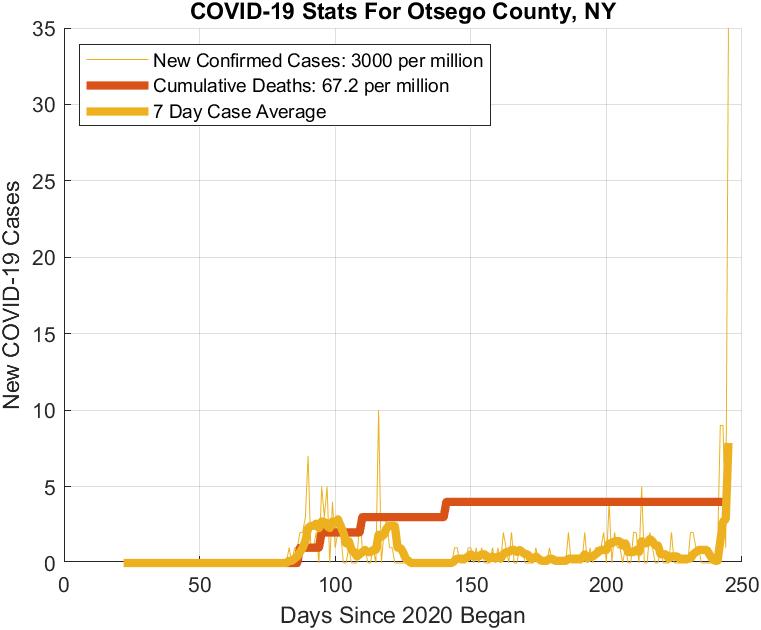 COVID-19 Stats For Otsego County, NY
New Confirmed Cases: 3000 per million
Cumulative Deaths: 67.2 per million
7 Day Case Average
New COVID-19 Cases
35
30
25
20
15
10
5
0
0 50 100 150 200 250
Days Since 2020 Began